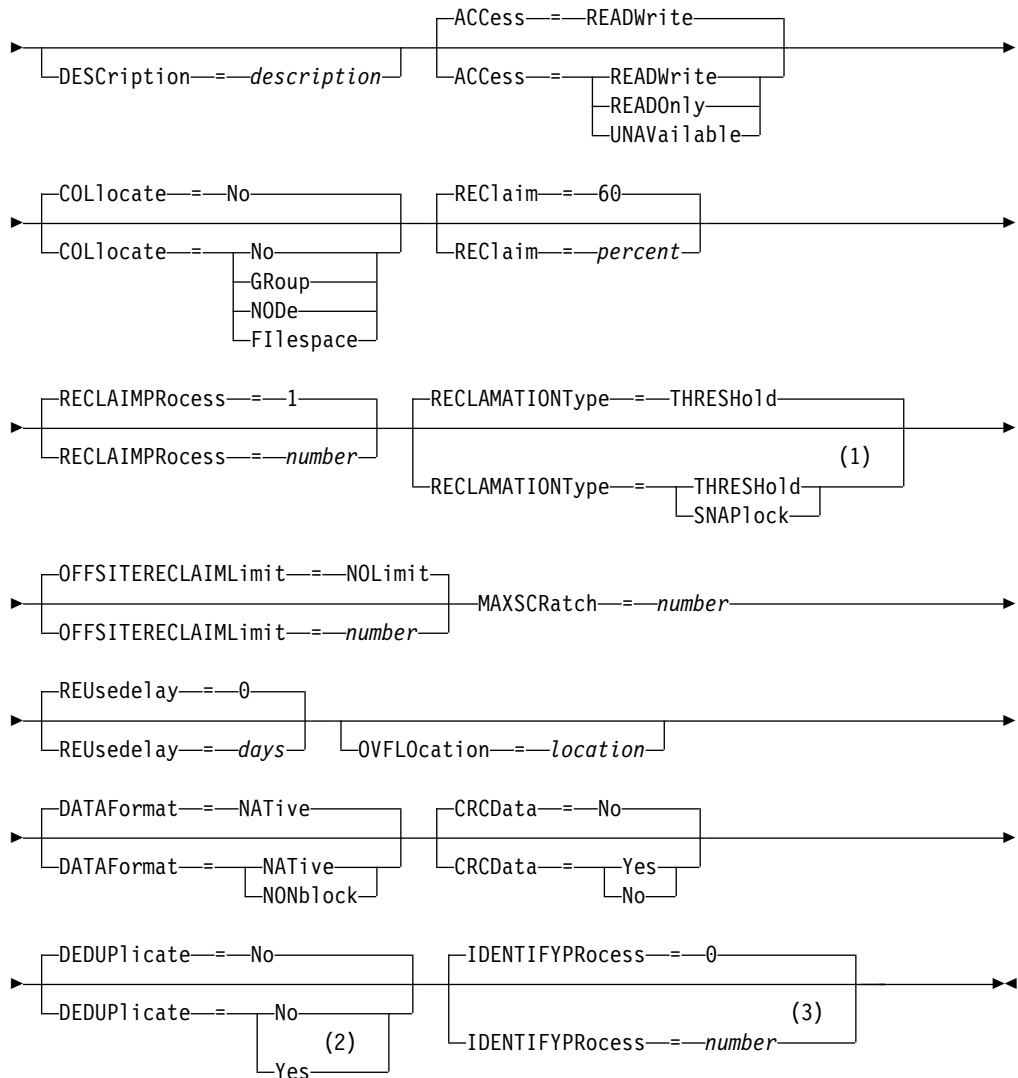 ACCess = READWrite
DESCription = description ACCess = READWrite
READOnly
UNAVailable
COLlocate = No REClaim = 60
COLlocate = No REClaim = percent
GRoup
NODe
FIlespace
RECLAIMPRocess = 1 RECLAMATIONType = THRESHold
RECLAIMPRocess = number (1)
RECLAMATIONType = THRESHold
SNAPlock
OFFSITERECLAIMLimit = NOLimit
MAXSCRatch = number
OFFSITERECLAIMLimit = number
REUsedelay = 0
REUsedelay = days OVFLOcation = location
DATAFormat = NATive CRCData = No
DATAFormat = NATive CRCData = Yes
NONblock No
DEDUPlicate = No IDENTIFYPRocess = 0
DEDUPlicate = No (3)
(2) IDENTIFYPRocess = number
Yes